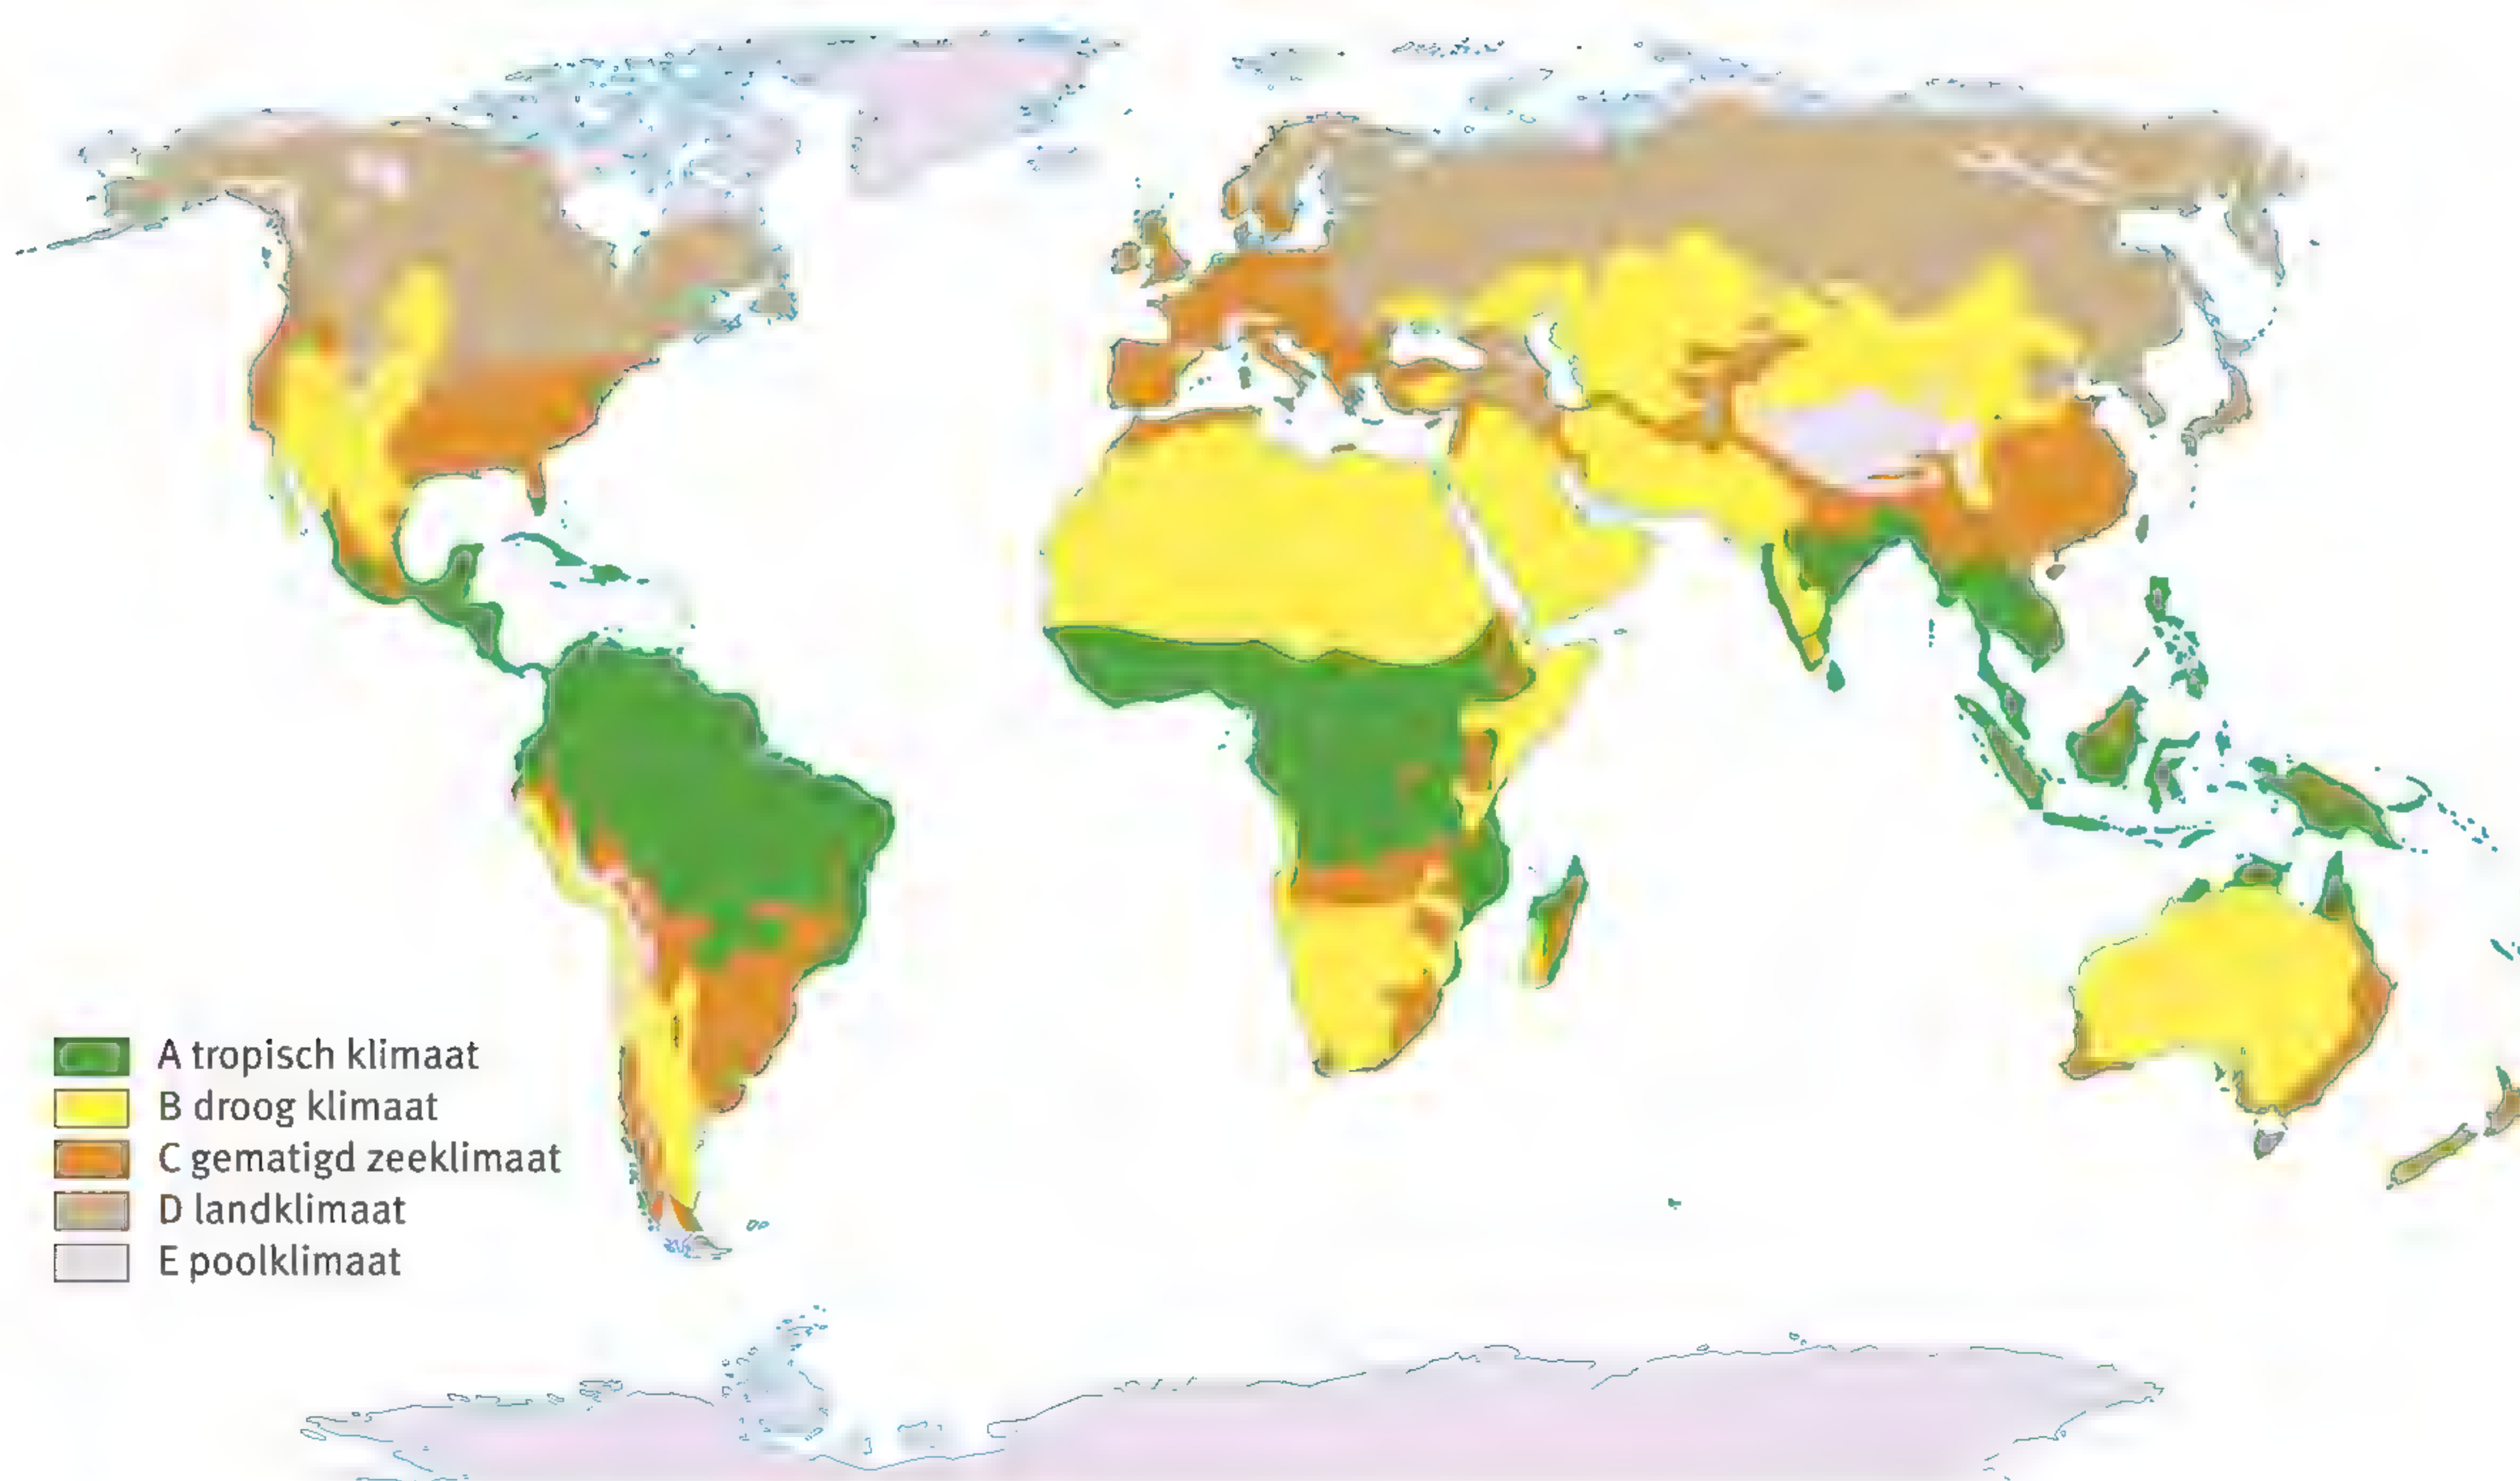 A tropisch klimaat
B droog klimaat
C gematigd zeeklimaat
D landklimaat
E poolklimaat